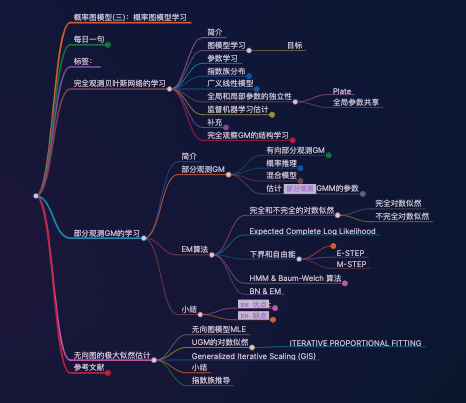 概率图模型(三)：概率图模型学习
每日一句
标签：
完全观测贝叶斯网络的学习
简介
图模型学习
目标
参数学习
指数族分布
广义线性模型
全局和局部参数的独立性
Plate
全局参数共享
监督机器学习估计
补充
完全观察GM的结构学习
部分观测GM的学习
简介
部分观测GM
有向部分观测GM
概率推理
混合模型
估计 部分观测 GMM的参数
EM算法
完全和不完全的对数似然
完全对数似然
不完全对数似然
Expected Complete Log Likelihood
下界和自由能
E-STEP
M-STEP
HMM & Baum-Welch 算法
BN & EM
小结
EM 优点：
EM 缺点
无向图的极大似然估计
无向图模型MLE
UGM的对数似然
ITERATIVE PROPORTIONAL FITTING
Generalized Iterative Scaling (GIS)
小结
指数族推导
参考文献